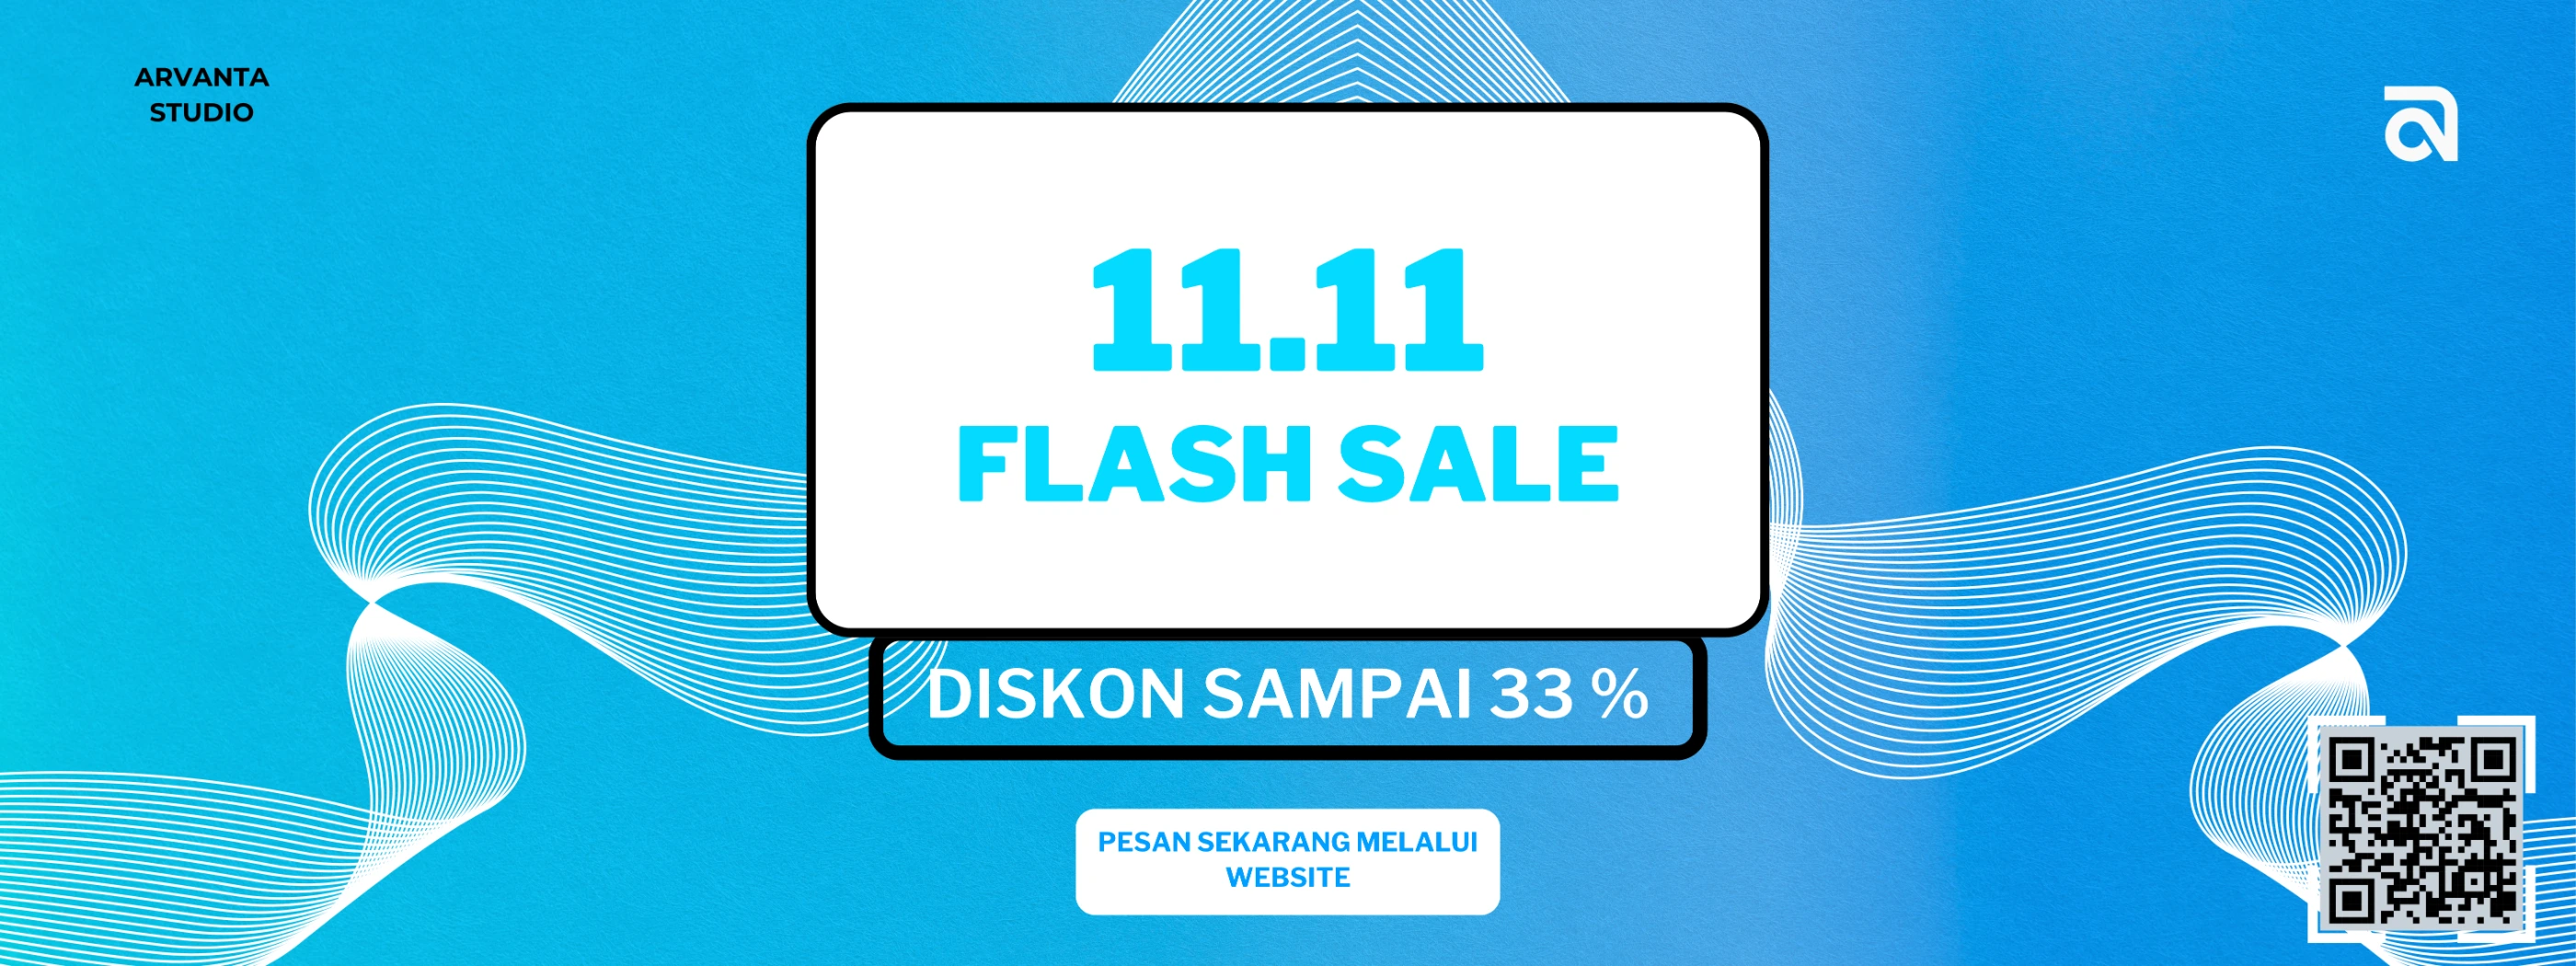 ARVANTA
STUDIO
11.11
FLASH SALE
DISKON SAMPAI 33 %
PESAN SEKARANG MELALUI
WEBSITE